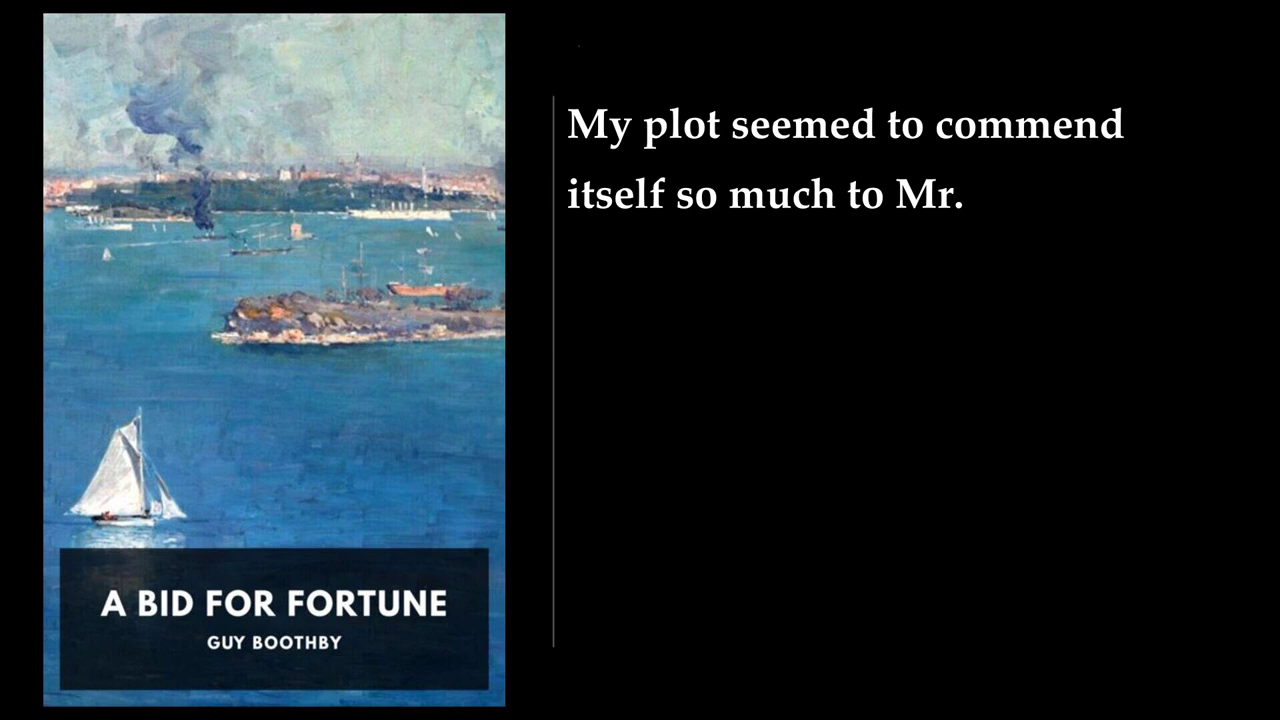 My plot seemed to commend
itself so much to Mr.
A BID FOR FORTUNE
GUY BOOTHBY